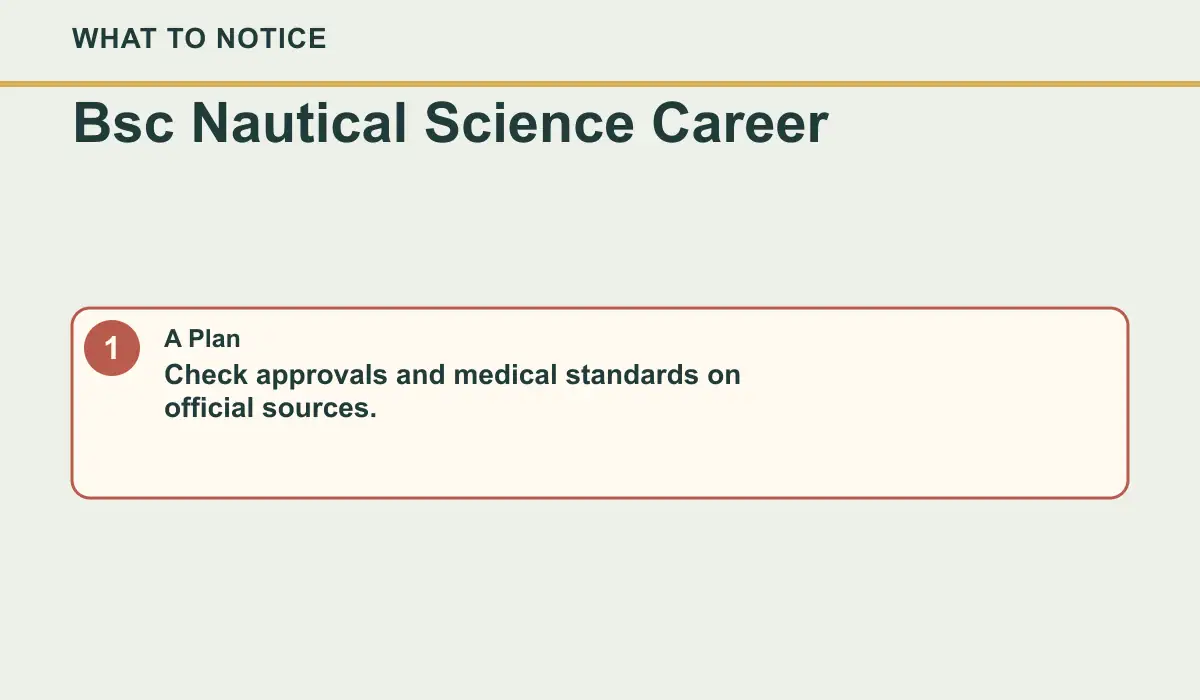 WHAT TO NOTICE
Bsc Nautical Science Career
1
A Plan
Check approvals and medical standards on
official sources.